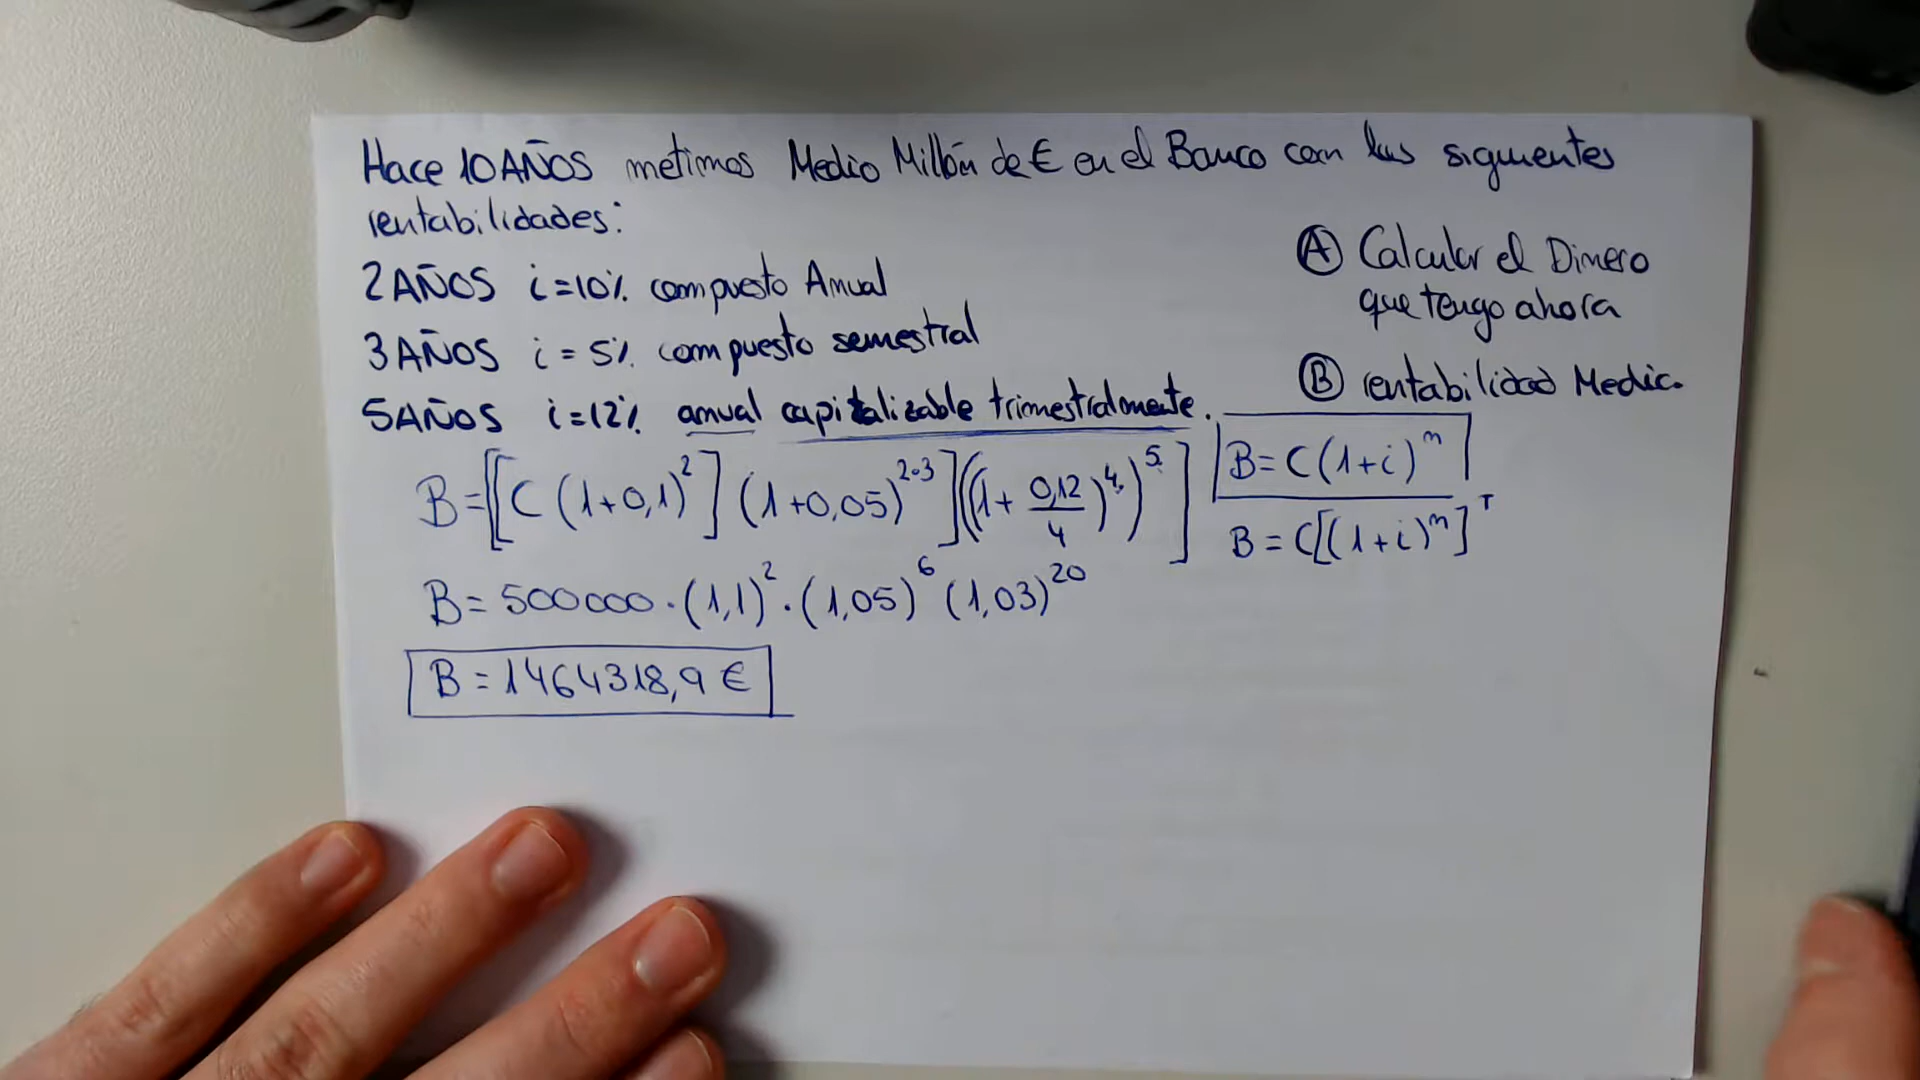 Hace 10 AÑOS metimos Medio Millón de € en el Banco con las siguientes
rentabilidades:
2 AÑOS i=10% compuesto Anual
3 AÑOS i = 5% compuesto semestral
5 AÑOS i=12% anual capitalizable trimestralmente.
Ⓐ Calcular el Dinero
que tengo ahora
Ⓑ rentabilidad Media.
B=[[C(1+0,1)²](1+0,05)²·³]((1+0,12/4)⁴)⁵]
B=C(1+i)ⁿ
B=C[(1+i)ⁿ]ᵀ
B=500000·(1,1)²·(1,05)⁶(1,03)²⁰
B=1464318,9 €